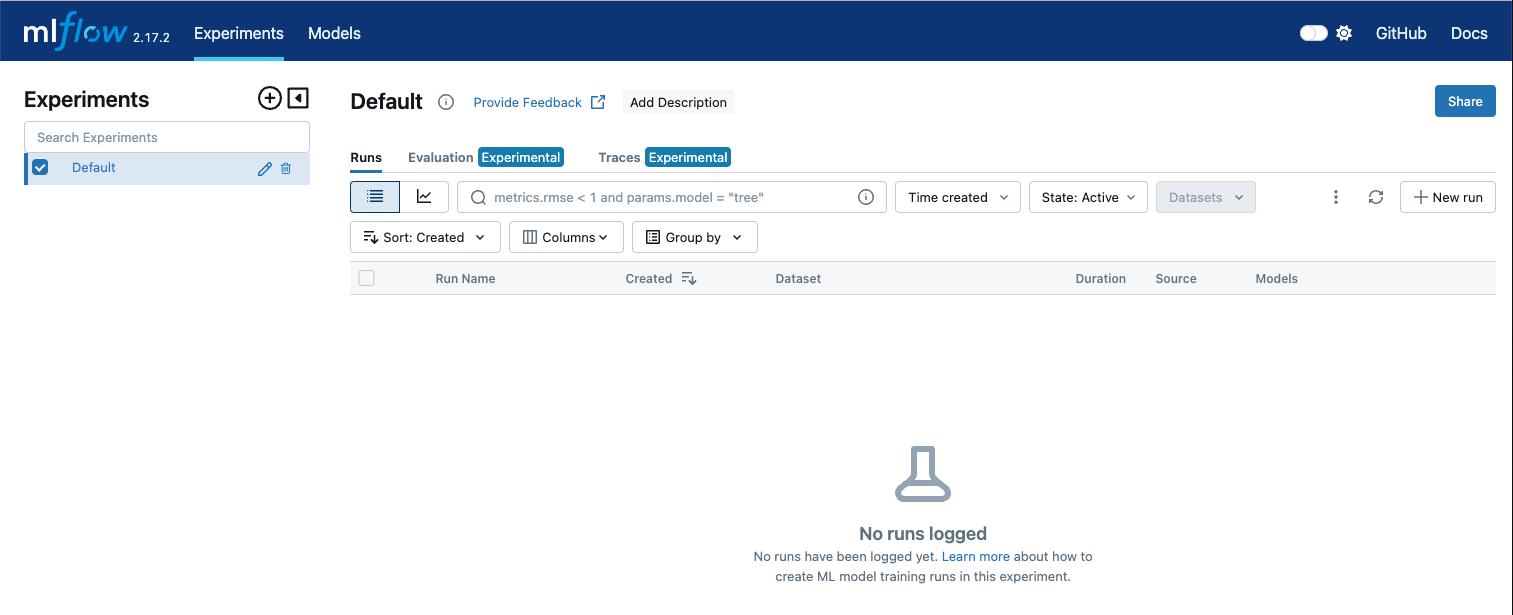 mlflow 2.17.2 Experiments Models GitHub Docs
Experiments
Search Experiments
Default
Default Provide Feedback Add Description Share
Runs Evaluation Experimental Traces Experimental
metrics.rmse < 1 and params.model = "tree" Time created State: Active Datasets New run
Sort: Created Columns Group by
Run Name Created Dataset Duration Source Models
No runs logged
No runs have been logged yet. Learn more about how to
create ML model training runs in this experiment.